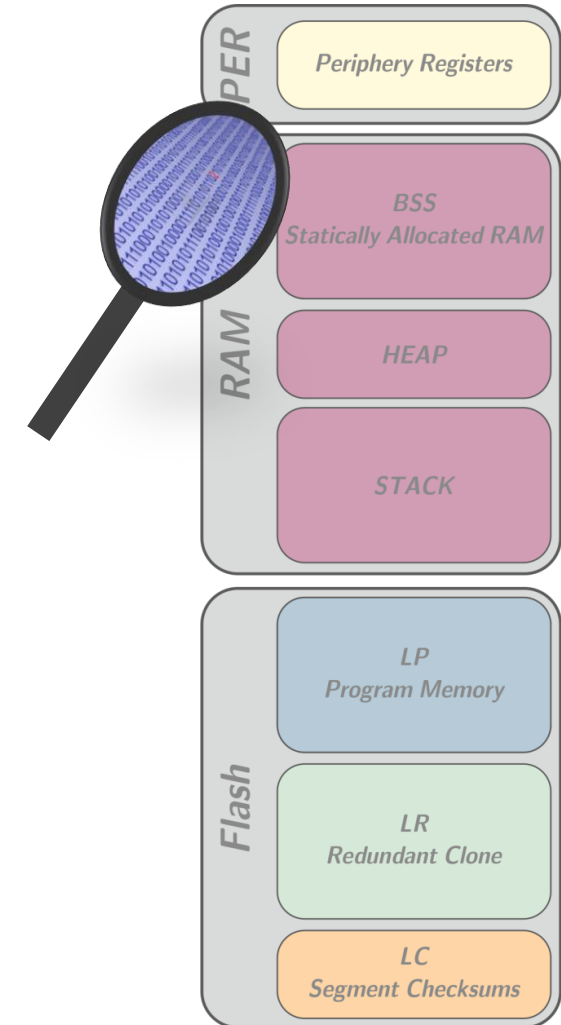 PER
Periphery Registers
RAM
BSS
Statically Allocated RAM
HEAP
STACK
Flash
LP
Program Memory
LR
Redundant Clone
LC
Segment Checksums